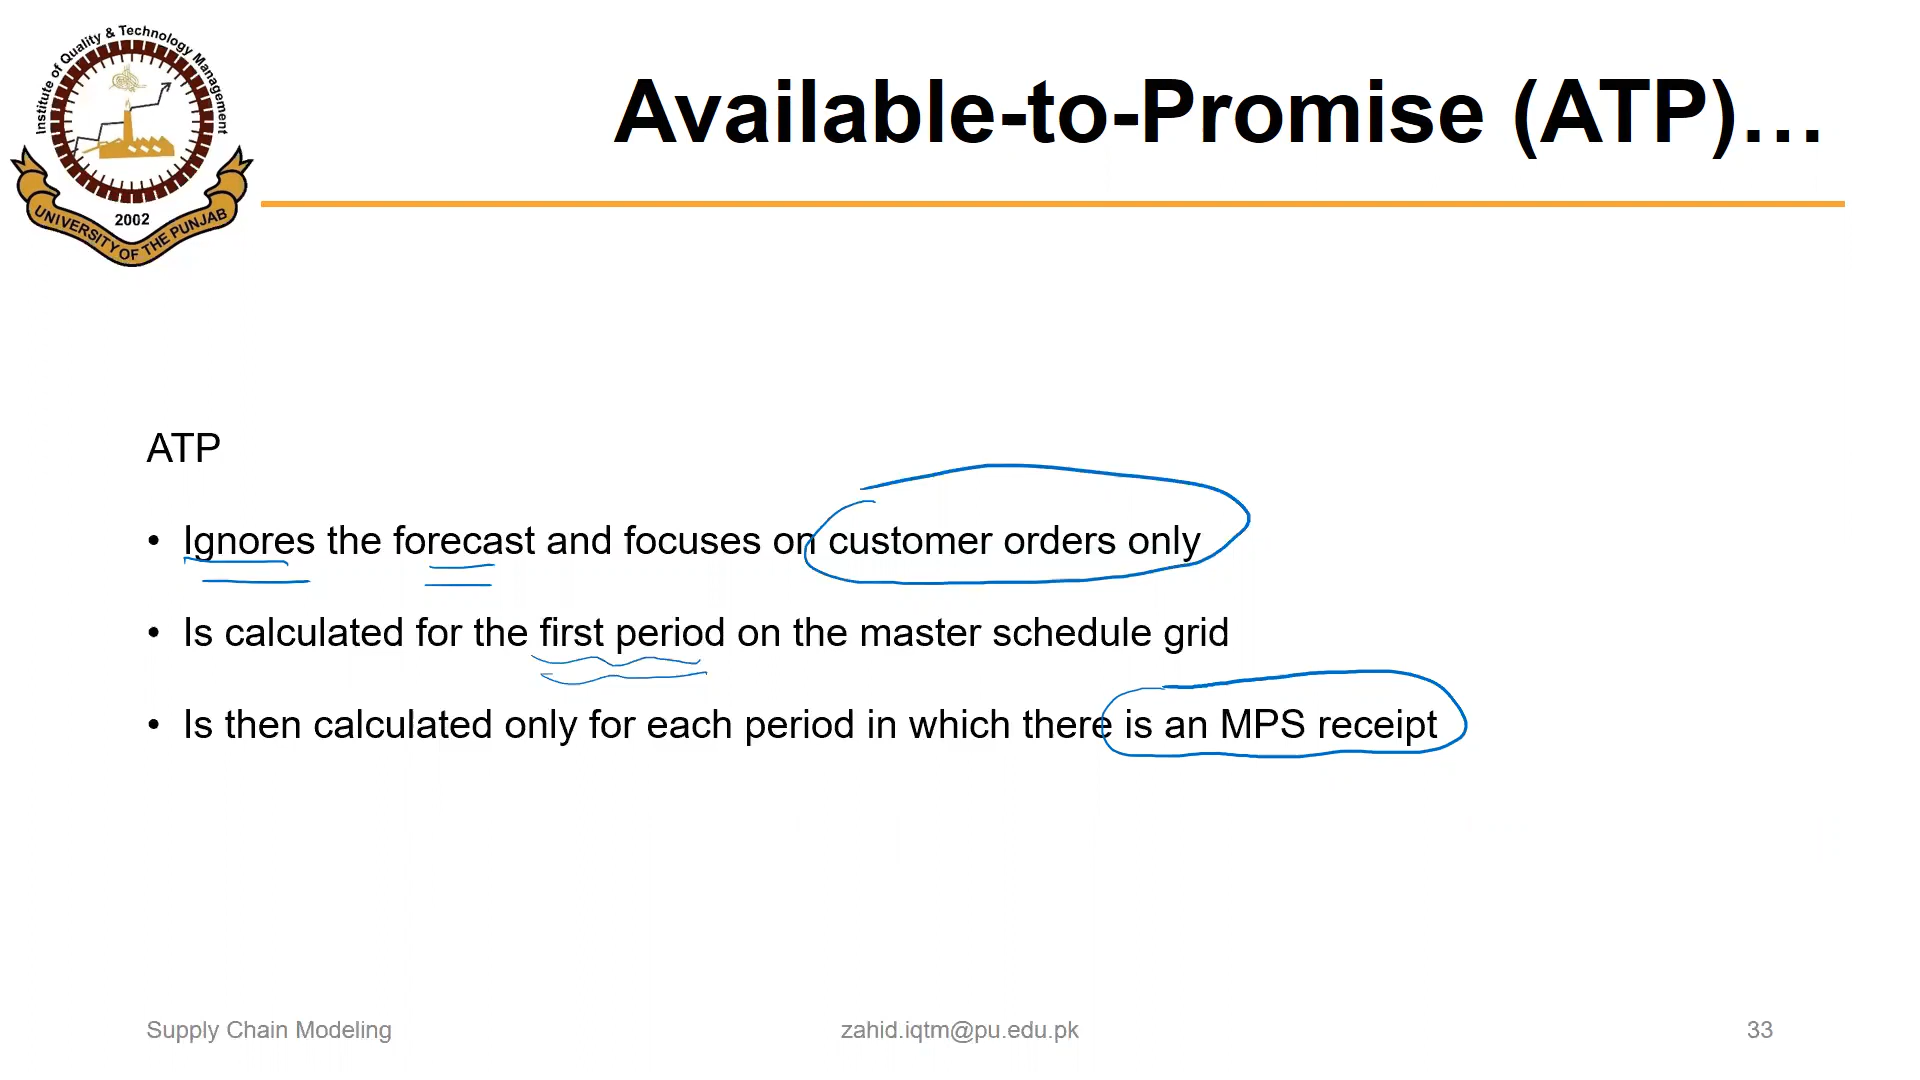 Institute of Quality & Technology Management
2002
UNIVERSITY OF THE PUNJAB
Available-to-Promise (ATP)…
ATP
• Ignores the forecast and focuses on customer orders only
• Is calculated for the first period on the master schedule grid
• Is then calculated only for each period in which there is an MPS receipt
Supply Chain Modeling
zahid.iqtm@pu.edu.pk
33